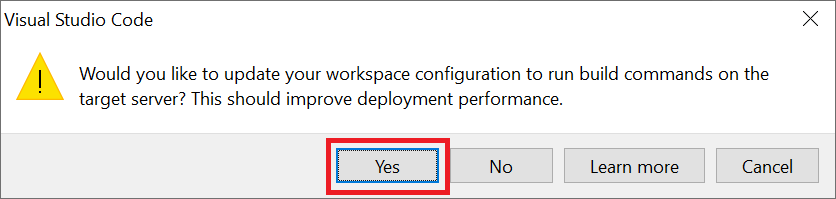 Visual Studio Code
Would you like to update your workspace configuration to run build commands on the
target server? This should improve deployment performance.
Yes No Learn more Cancel